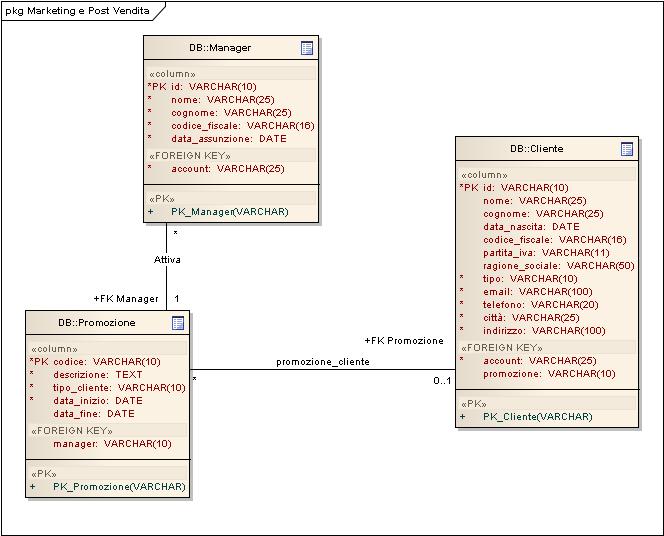 pkg Marketing e Post Vendita
DB::Manager
«column»
*PK id: VARCHAR(10)
* nome: VARCHAR(25)
* cognome: VARCHAR(25)
* codice_fiscale: VARCHAR(16)
* data_assunzione: DATE
«FOREIGN KEY»
* account: VARCHAR(25)
«PK»
+ PK_Manager(VARCHAR)
*
Attiva
+FK Manager 1
DB::Promozione
«column»
*PK codice: VARCHAR(10)
* descrizione: TEXT
* tipo_cliente: VARCHAR(10)
* data_inizio: DATE
data_fine: DATE
«FOREIGN KEY»
manager: VARCHAR(10)
«PK»
+ PK_Promozione(VARCHAR)
+FK Promozione
promozione_cliente
* 0..1
DB::Cliente
«column»
*PK id: VARCHAR(10)
nome: VARCHAR(25)
cognome: VARCHAR(25)
data_nascita: DATE
codice_fiscale: VARCHAR(16)
partita_iva: VARCHAR(11)
ragione_sociale: VARCHAR(50)
* tipo: VARCHAR(10)
* email: VARCHAR(100)
* telefono: VARCHAR(20)
* città: VARCHAR(25)
* indirizzo: VARCHAR(100)
«FOREIGN KEY»
* account: VARCHAR(25)
promozione: VARCHAR(10)
«PK»
+ PK_Cliente(VARCHAR)